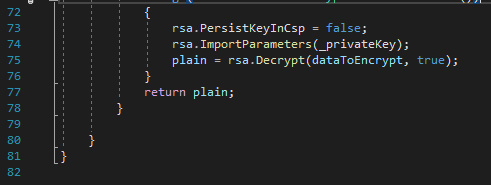 72 {
73 rsa.PersistKeyInCsp = false;
74 rsa.ImportParameters(_privateKey);
75 plain = rsa.Decrypt(dataToEncrypt, true);
76 }
77 return plain;
78 }
79
80 }
81 }
82